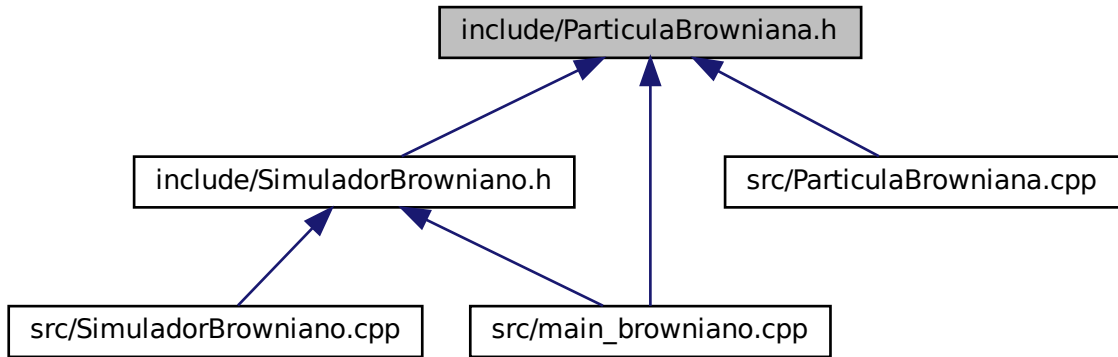 include/ParticulaBrowniana.h
include/SimuladorBrowniano.h
src/ParticulaBrowniana.cpp
src/SimuladorBrowniano.cpp
src/main_browniano.cpp